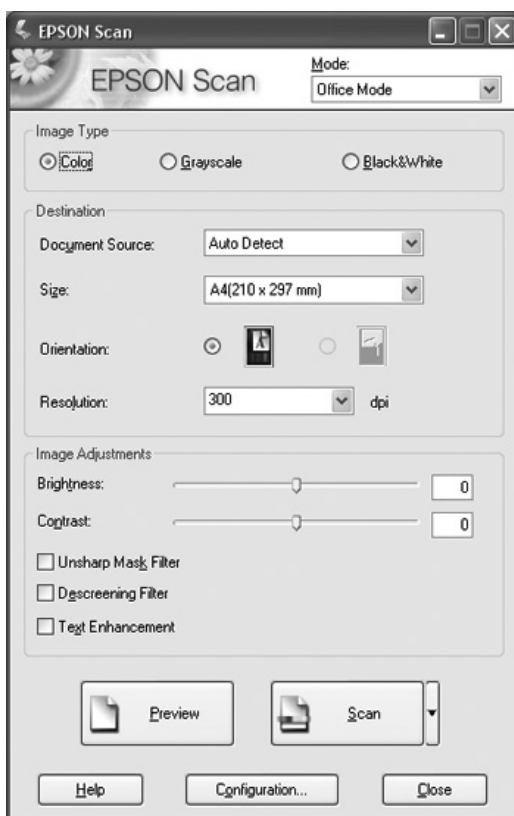 EPSON Scan
EPSON Scan
Mode:
Office Mode
Image Type
Color
Grayscale
Black&White
Destination
Document Source:
Auto Detect
Size:
A4(210 x 297 mm)
Orientation:
Resolution:
300
dpi
Image Adjustments
Brightness:
0
Contrast:
0
Unsharp Mask Filter
Descreening Filter
Text Enhancement
Preview
Scan
Help
Configuration...
Close